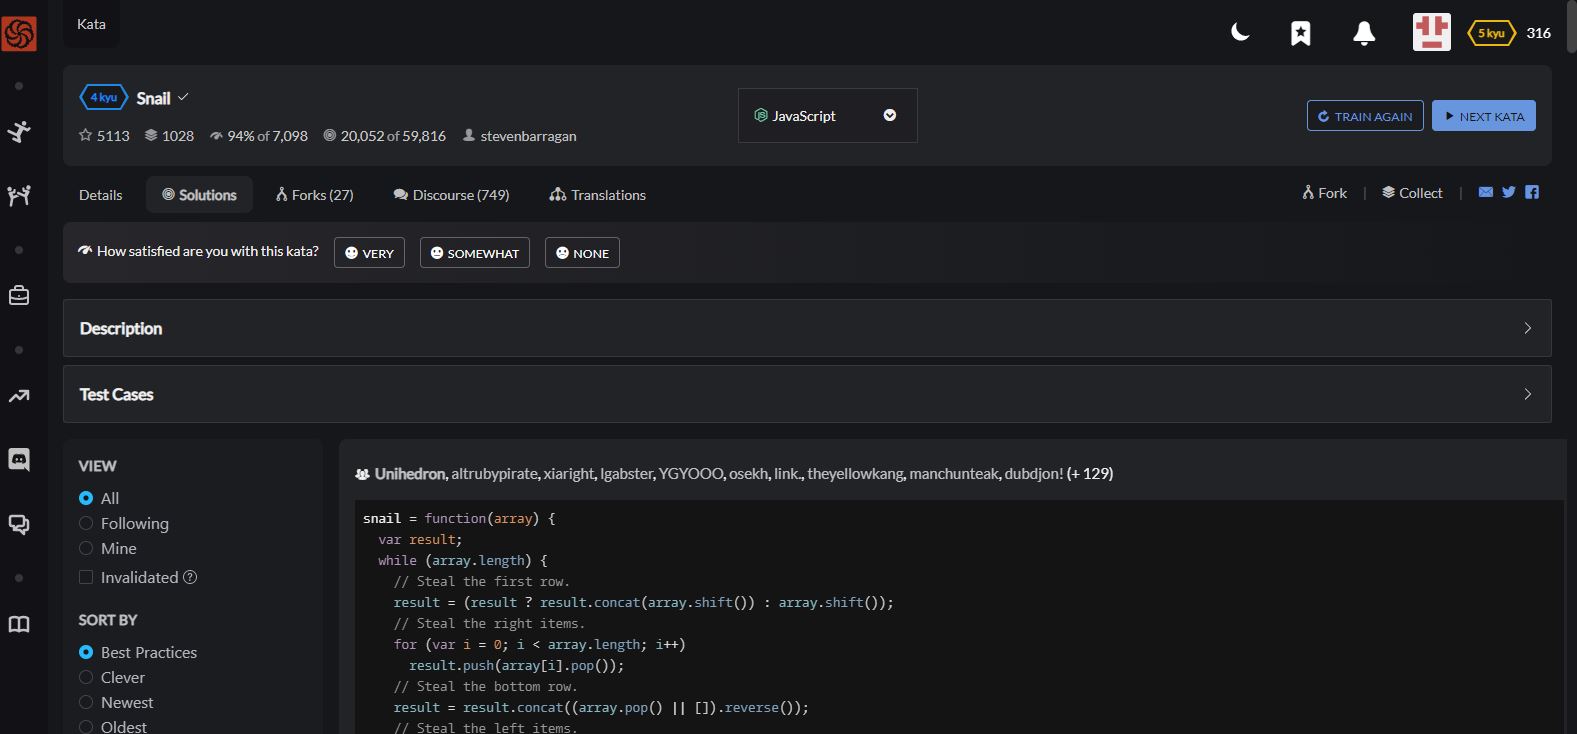 Kata
5 kyu 316
4 kyu Snail
5113 1028 94% of 7,098 20,052 of 59,816 stevenbarragan
JavaScript
TRAIN AGAIN NEXT KATA
Details Solutions Forks (27) Discourse (749) Translations
Fork | Collect |
How satisfied are you with this kata? VERY SOMEWHAT NONE
Description
Test Cases
VIEW
All
Following
Mine
Invalidated
SORT BY
Best Practices
Clever
Newest
Oldest
Unihedron, altrubypirate, xiaright, lgabster, YGYOOO, osekh, link., theyellowkang, manchunteak, dubdjon! (+ 129)
snail = function(array) {
var result;
while (array.length) {
// Steal the first row.
result = (result ? result.concat(array.shift()) : array.shift());
// Steal the right items.
for (var i = 0; i < array.length; i++)
result.push(array[i].pop());
// Steal the bottom row.
result = result.concat((array.pop() || []).reverse());
// Steal the left items.